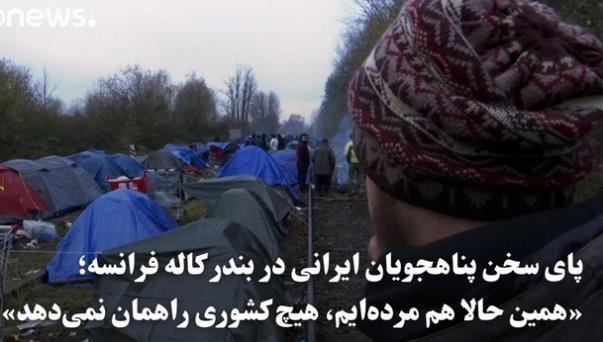 onews.
پای سخن پناهجویان ایرانی در بندر کاله فرانسه؛
«همین حالا هم مرده‌ایم، هیچ کشوری راهمان نمی‌دهد»